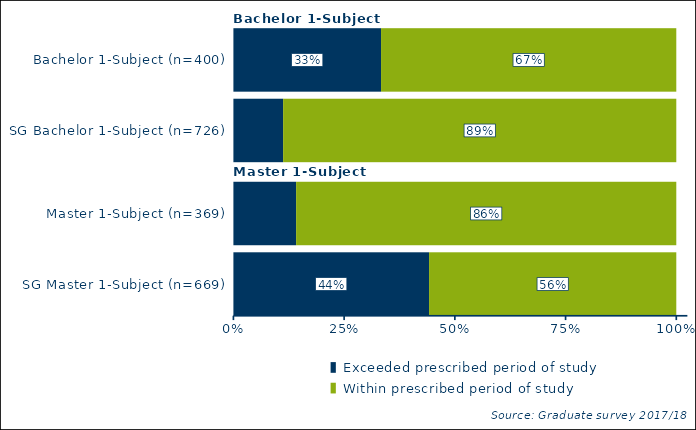 Bachelor 1-Subject
Bachelor 1-Subject (n=400) 33% 67%
SG Bachelor 1-Subject (n=726) 89%
Master 1-Subject
Master 1-Subject (n=369) 86%
SG Master 1-Subject (n=669) 44% 56%
0% 25% 50% 75% 100%
Exceeded prescribed period of study
Within prescribed period of study
Source: Graduate survey 2017/18